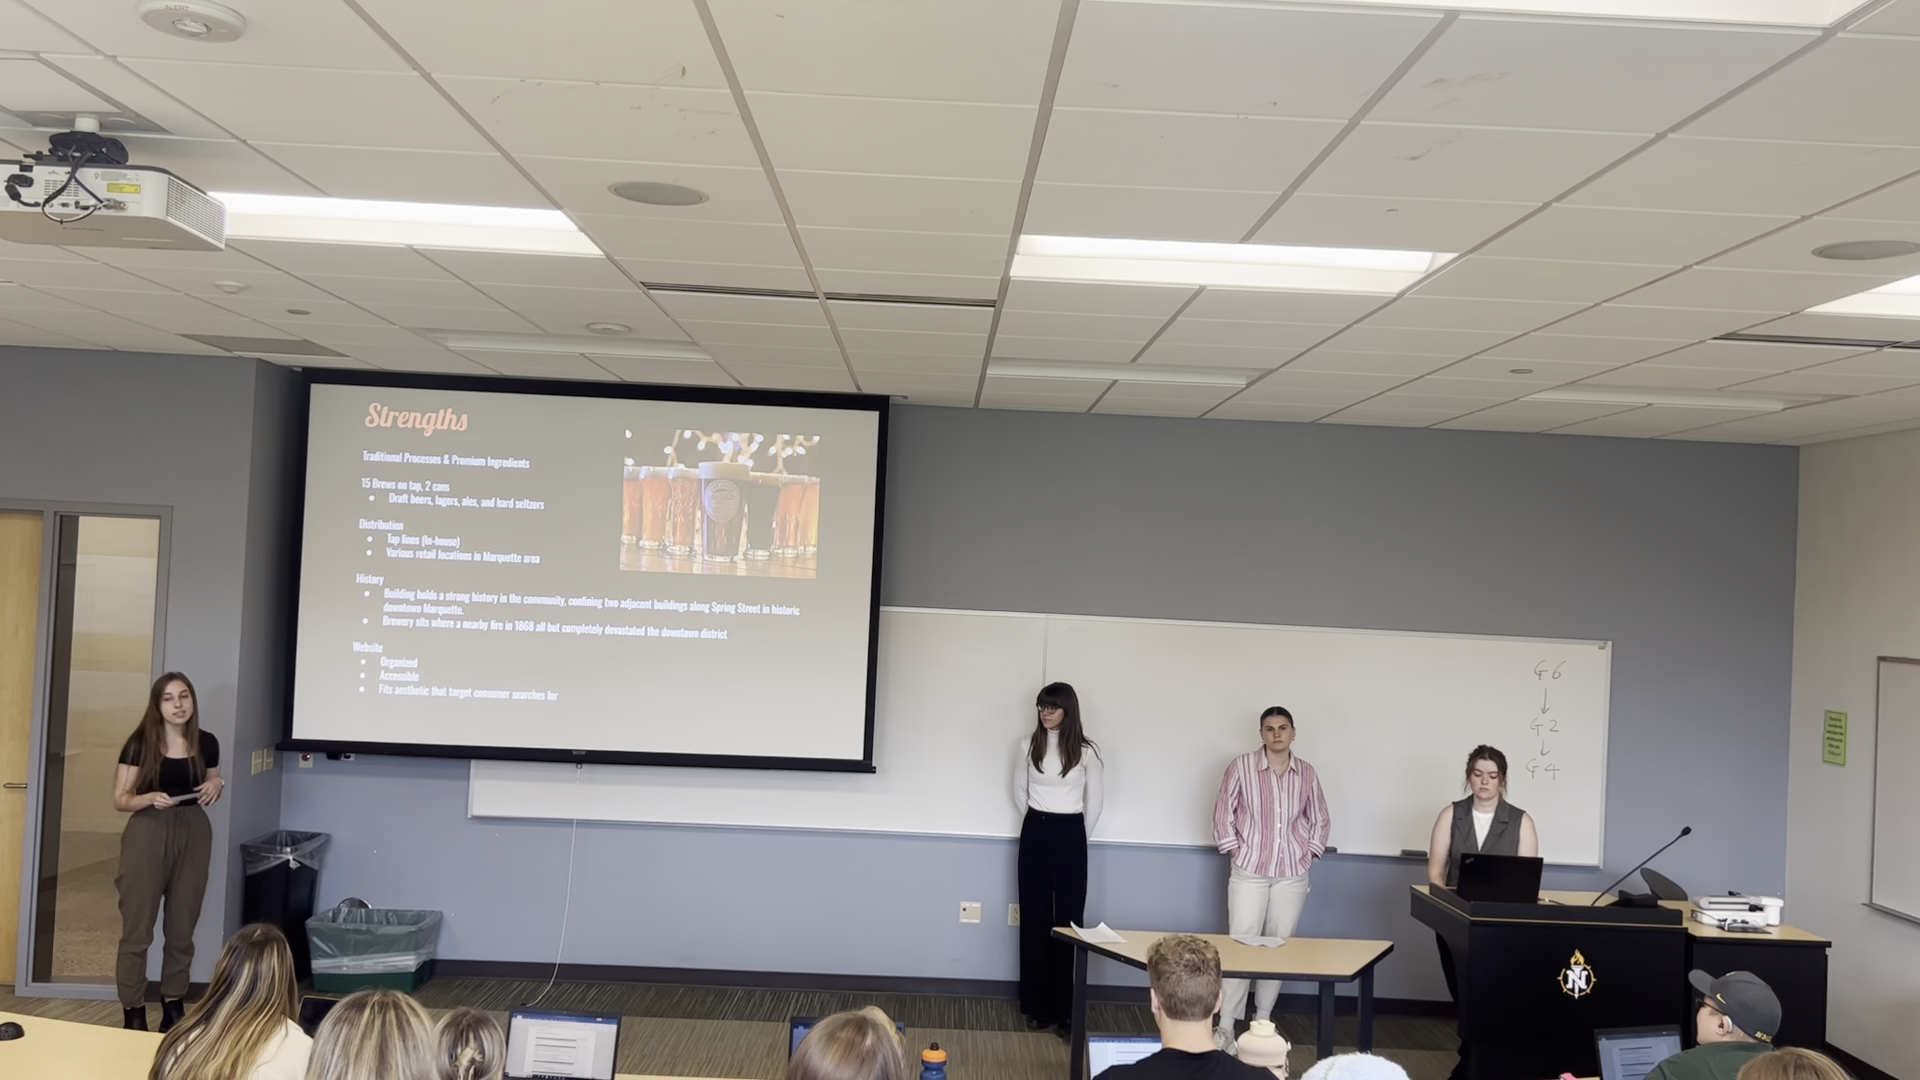 ALERT
Strengths
Traditional Processes & Premium Ingredients
15 Brews on tap, 2 cans
● Draft beers, lagers, ales, and hard seltzers
Distribution
● Tap lines (In-house)
● Various retail locations in Marquette area
History
● Building holds a strong history in the community, confining two adjacent buildings along Spring Street in historic
downtown Marquette.
● Brewery sits where a nearby fire in 1868 all but completely devastated the downtown district
Website
● Organized
● Accessible
● Fits aesthetic that target consumer searches for
G6
↓
G2
↓
G4
N